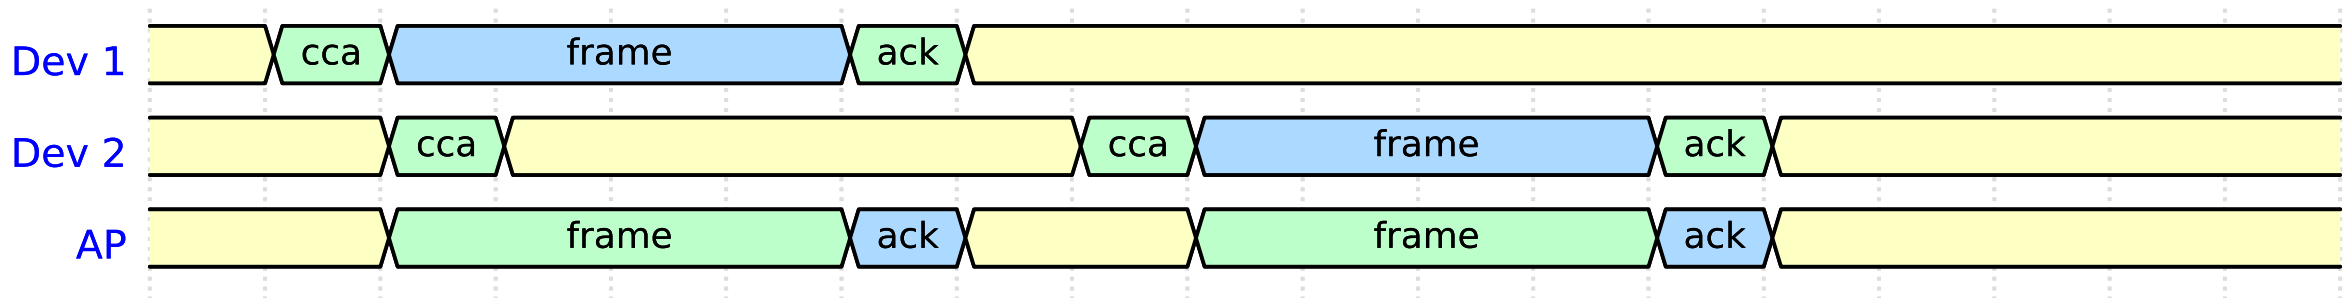 Dev 1 cca frame ack
Dev 2 cca cca frame ack
AP frame ack frame ack